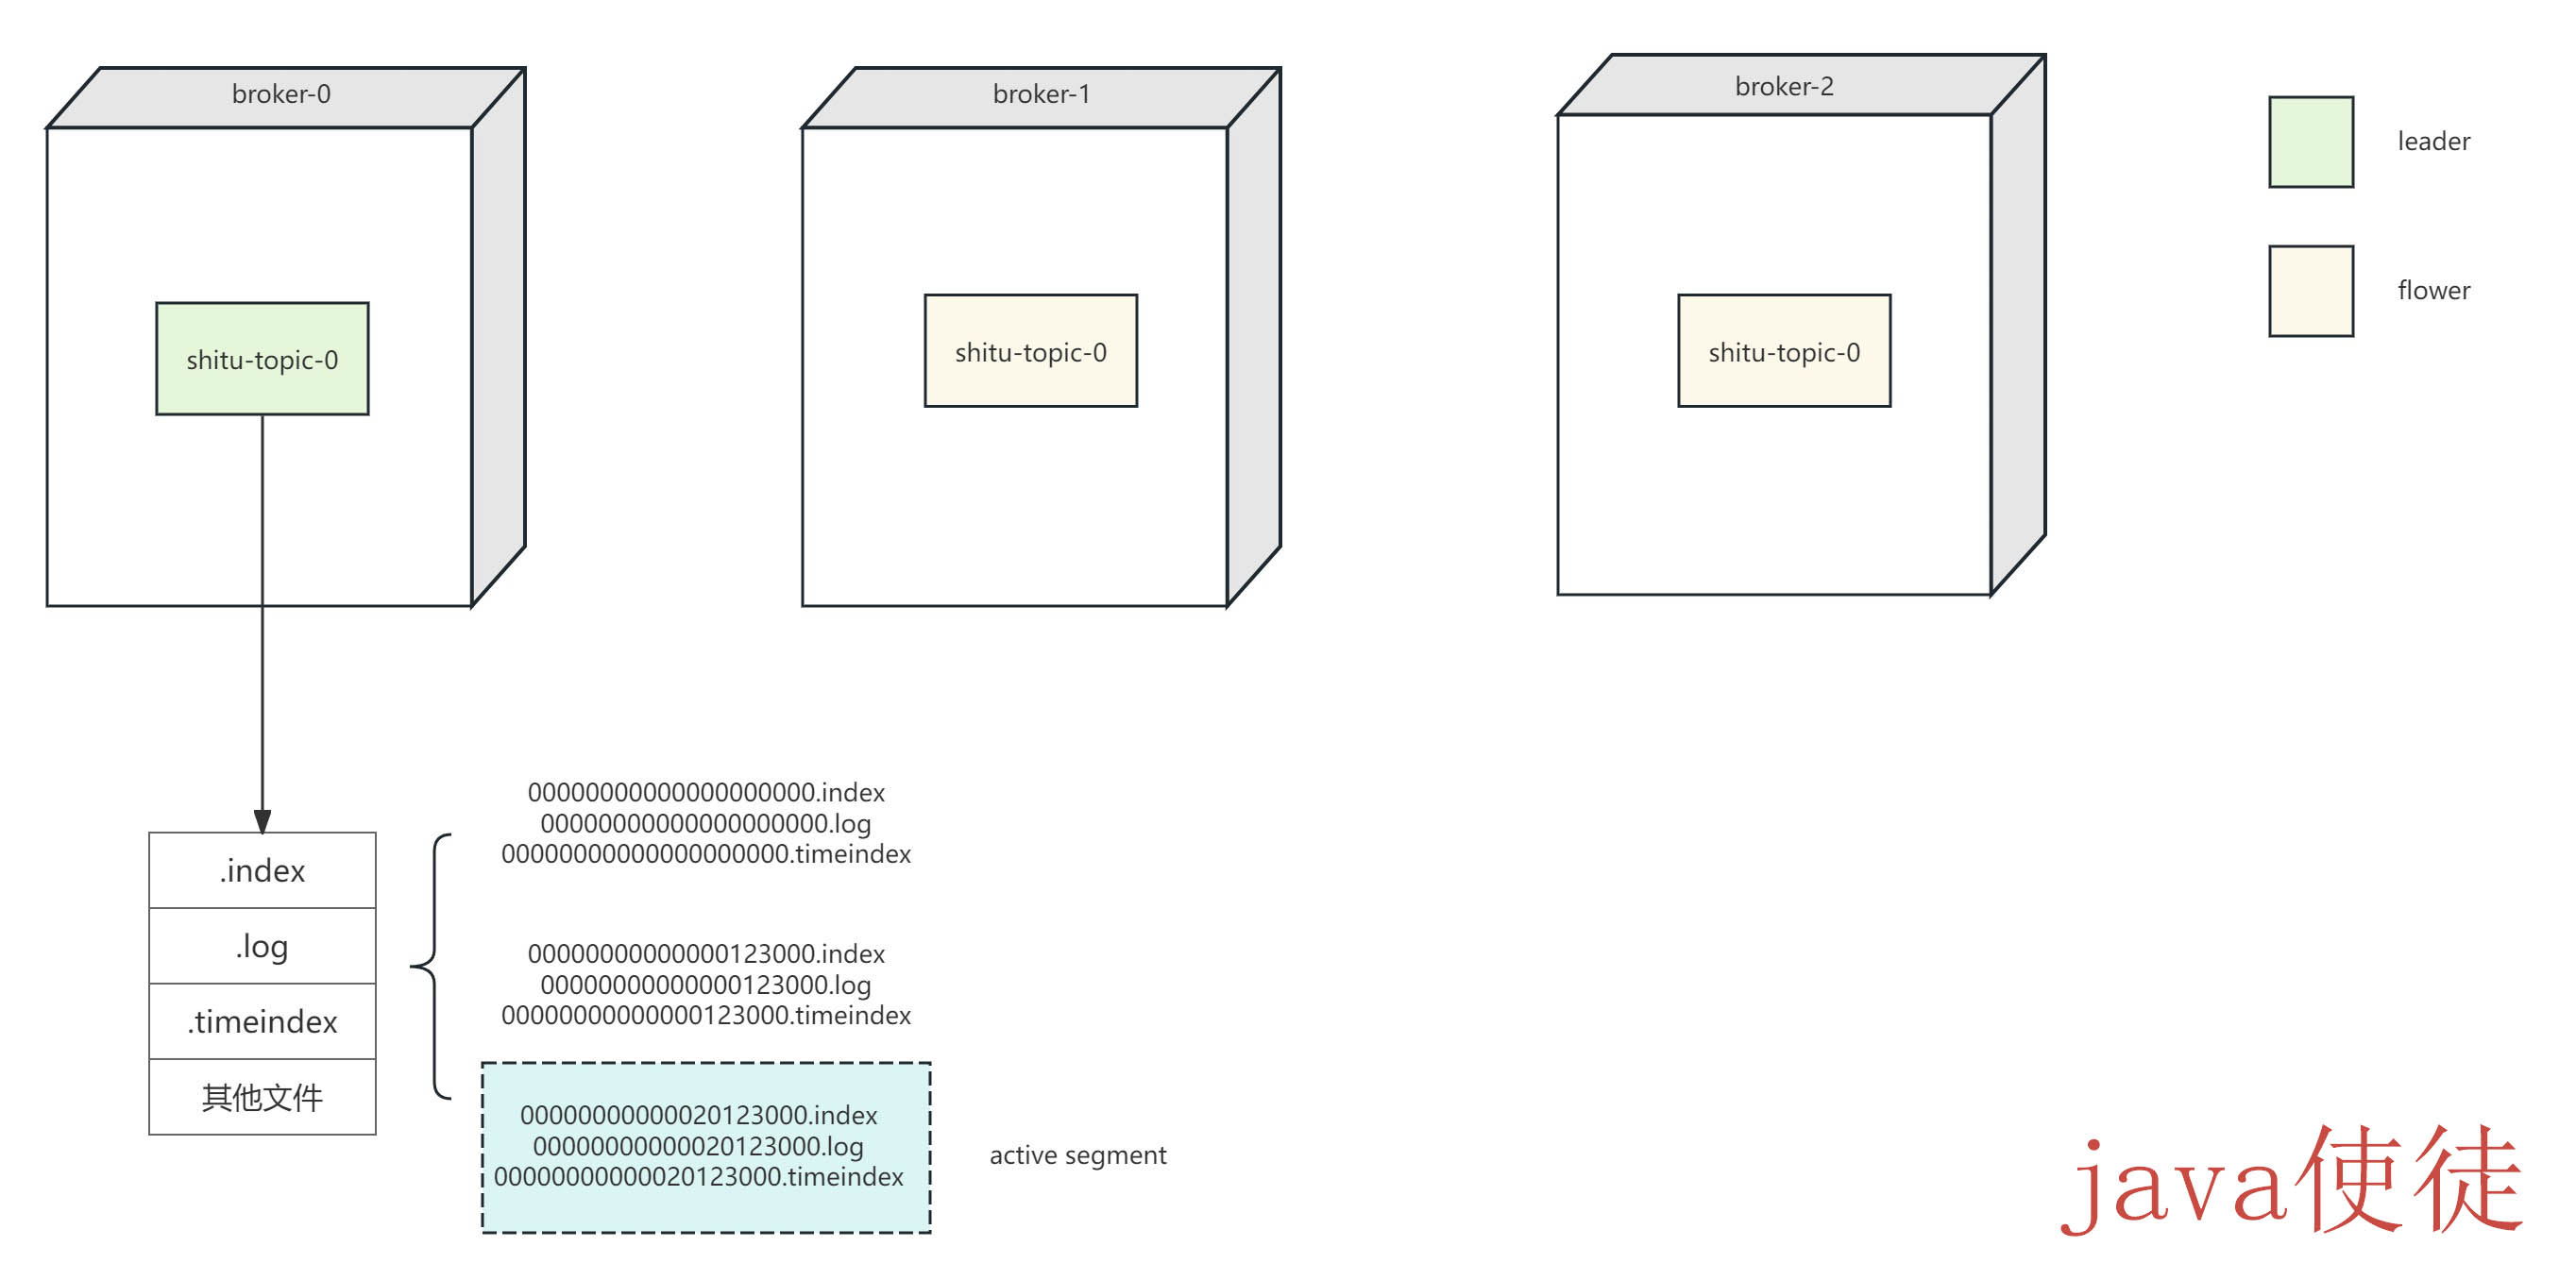 broker-0
broker-1
broker-2
leader
flower
shitu-topic-0
shitu-topic-0
shitu-topic-0
.index
.log
.timeindex
其他文件
00000000000000000000.index
00000000000000000000.log
00000000000000000000.timeindex
00000000000000123000.index
00000000000000123000.log
00000000000000123000.timeindex
00000000000020123000.index
00000000000020123000.log
00000000000020123000.timeindex
active segment
java使徒